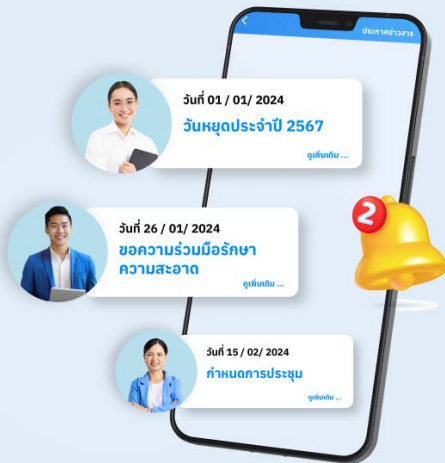 ประกาศข่าวสาร
วันที่ 01 / 01/ 2024
วันหยุดประจำปี 2567
ดูเพิ่มเติม ...
2
วันที่ 26 / 01/ 2024
ขอความร่วมมือรักษา
ความสะอาด
ดูเพิ่มเติม ...
วันที่ 15 / 02/ 2024
กำหนดการประชุม
ดูเพิ่มเติม ...